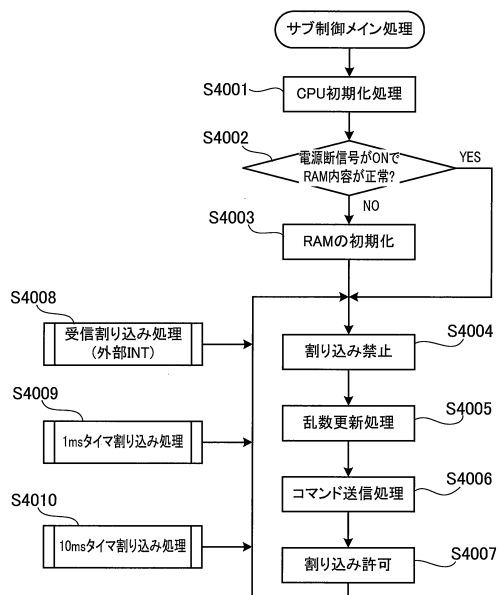 サブ制御メイン処理
S4001
CPU初期化処理
S4002
電源断信号がONで
RAM内容が正常?
YES
NO
S4003
RAMの初期化
S4008
受信割り込み処理
(外部INT)
S4004
割り込み禁止
S4009
1msタイマ割り込み処理
S4005
乱数更新処理
S4006
コマンド送信処理
S4010
10msタイマ割り込み処理
S4007
割り込み許可